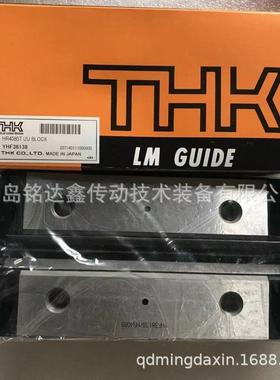 THK
HR4085T UU BLOCK
YHF38138
THK CO., LTD. MADE IN JAPAN
LM GUIDE
岛铭达鑫传动技术装备有限公
qdmingdaxin.1688.